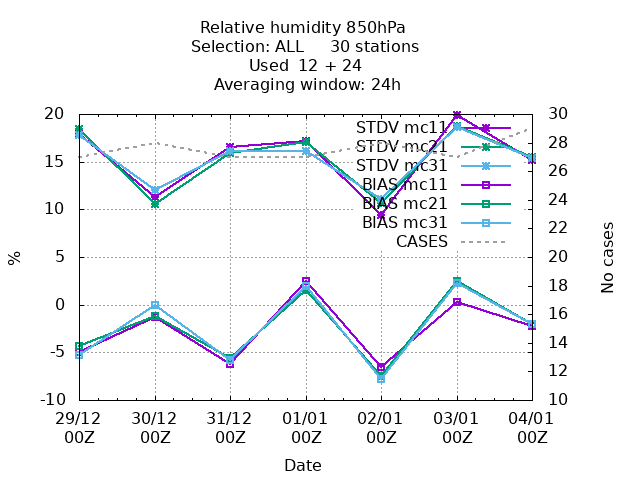 Relative humidity 850hPa
Selection: ALL 30 stations
Used 12 + 24
Averaging window: 24h
20 30
STDV mc11
28
STDV mc21
15
STDV mc31
26
BIAS mc11
24
BIAS mc21
10
BIAS mc31
22
CASES
% 5 20 No cases
18
0
16
-5 14
12
-10 10
29/12 30/12 31/12 01/01 02/01 03/01 04/01
00Z 00Z 00Z 00Z 00Z 00Z 00Z
Date